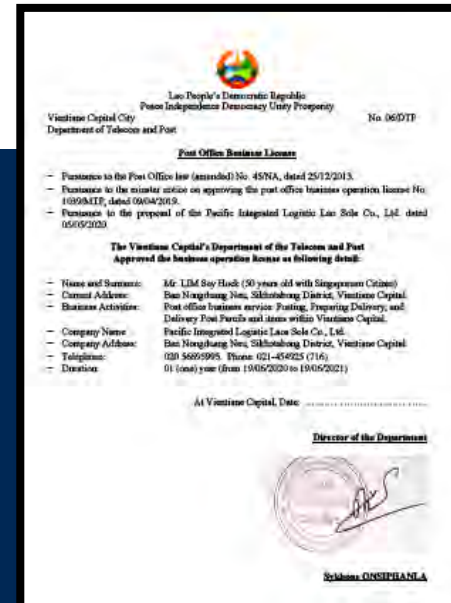 Lao People's Democratic Republic
Peace Independence Democracy Unity Prosperity
Vientiane Capital City No. 06/DTP
Department of Telecom and Post
Post Office Business License
– Pursuance to the Post Office law (amended) No. 45/NA, dated 25/12/2013.
– Pursuance to the minister notice on approving the post office business operation license No.
1039/MTP, dated 09/04/2019.
– Pursuance to the proposal of the Pacific Integrated Logistic Lao Sole Co., Ltd. dated
05/05/2020.
The Vientiane Capital's Department of the Telecom and Post
Approved the business operation license as following detail:
– Name and Surname: Mr. LIM Soy Hock (50 years old with Singaporean Citizen)
– Current Address: Ban Nongduang Neu, Sikhotabong District, Vientiane Capital.
– Business Activities: Post office business service: Posting, Preparing Delivery, and
Delivery Post Parcels and items within Vientiane Capital.
– Company Name: Pacific Integrated Logistic Laos Sole Co., Ltd.
– Company Address: Ban Nongduang Neu, Sikhotabong District, Vientiane Capital
– Telephone: 020 56695995. Phone: 021-454925 (716)
– Duration: 01 (one) year (from 19/06/2020 to 19/06/2021)
At Vientiane Capital, Date:
Director of the Department
ONSIPHANLA